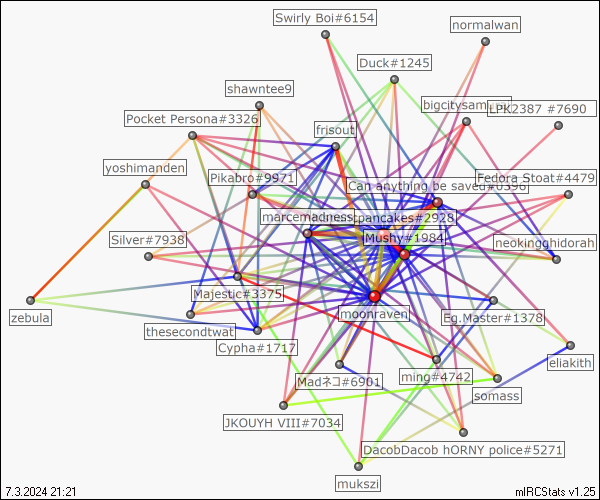 Swirly Boi#6154
normalwan
Duck#1245
shawntee9
LPK2387 #7690
Pocket Persona#3326
frisout
yoshimanden
Pikabro#9971
Can anything be saved
Fedora Stoat#4479
marcemadness
pancakes#2928
Mushy#1984
Silver#7938
neokingghidorah
Majestic#3375
zebula
moonraven
Eg.Master#1378
thesecondtwat
Cypha#1717
eliakith
Madネコ#6901
ming#4742
somass
JKOUYH VIII#7034
DacobDacob hORNY police#5271
mukszi
7.3.2024 21:21
mIRCStats v1.25